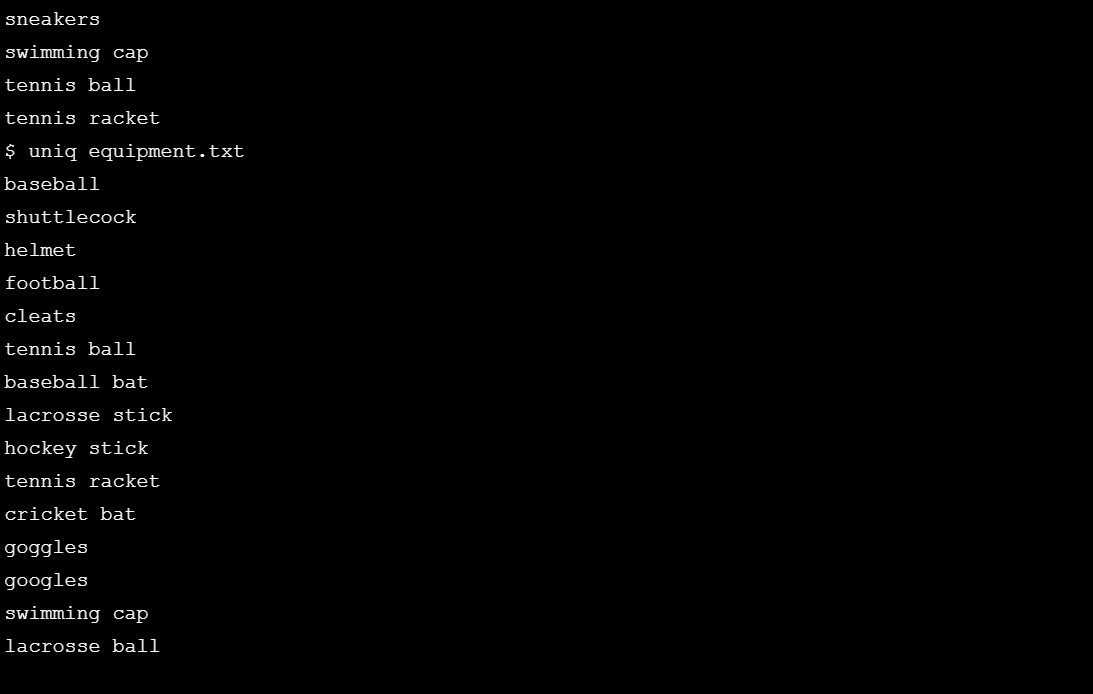 sneakers
swimming cap
tennis ball
tennis racket
$ uniq equipment.txt
baseball
shuttlecock
helmet
football
cleats
tennis ball
baseball bat
lacrosse stick
hockey stick
tennis racket
cricket bat
goggles
googles
swimming cap
lacrosse ball